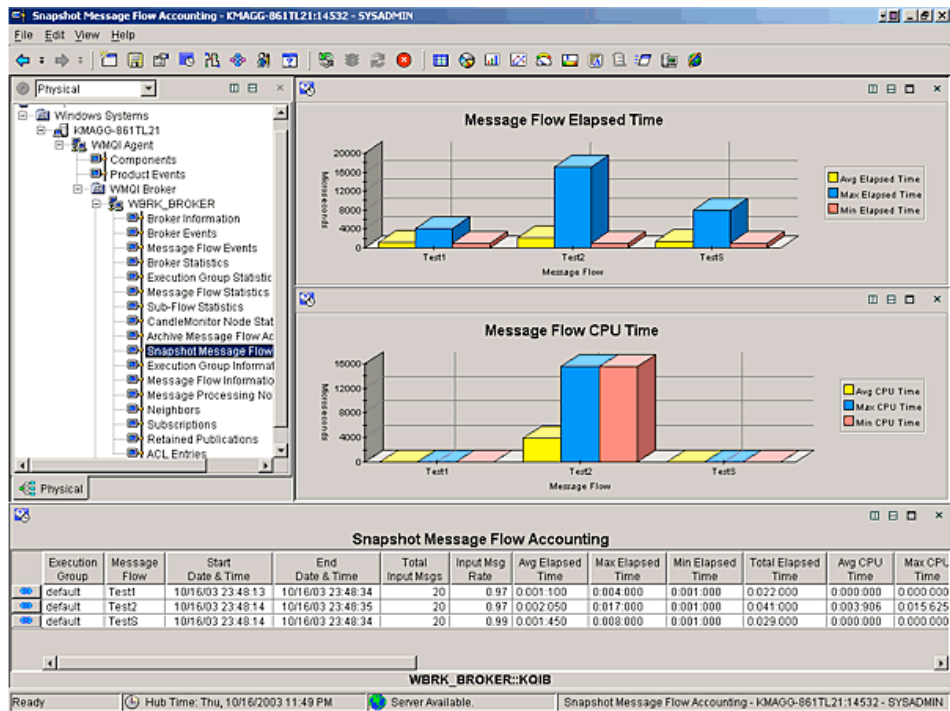 Snapshot Message Flow Accounting - KMAGG-861TL21:14532 - SYSADMIN
File Edit View Help
Physical
Windows Systems
KMAGG-861TL21
WMQI Agent
Components
Product Events
WMQI Broker
WBRK_BROKER
Broker Information
Broker Events
Message Flow Events
Broker Statistics
Execution Group Statistic
Message Flow Statistics
Sub-Flow Statistics
CandleMonitor Node Stat
Archive Message Flow Ac
Snapshot Message Flow
Execution Group Informat
Message Flow Informatio
Message Processing No
Neighbors
Subscriptions
Retained Publications
ACL Entries
Physical
Message Flow Elapsed Time
Microseconds
20000
16000
12000
8000
4000
0
Test1 Test2 TestS
Message Flow
Avg Elapsed Time
Max Elapsed Time
Min Elapsed Time
Message Flow CPU Time
Microseconds
16000
12000
8000
4000
0
Test1 Test2 TestS
Message Flow
Avg CPU Time
Max CPU Time
Min CPU Time
Snapshot Message Flow Accounting
Execution Group Message Flow Start Date & Time End Date & Time Total Input Msgs Input Msg Rate Avg Elapsed Time Max Elapsed Time Min Elapsed Time Total Elapsed Time Avg CPU Time Max CPU Time
default Test1 10/16/03 23:48:13 10/16/03 23:48:34 20 0.97 0:001:100 0:004:000 0:001:000 0:022:000 0:000:000 0:000:000
default Test2 10/16/03 23:48:14 10/16/03 23:48:35 20 0.97 0:002:050 0:017:000 0:001:000 0:041:000 0:003:906 0:015:625
default TestS 10/16/03 23:48:14 10/16/03 23:48:34 20 0.99 0:001:450 0:008:000 0:001:000 0:029:000 0:000:000 0:000:000
WBRK_BROKER::KQIB
Ready Hub Time: Thu, 10/16/2003 11:49 PM Server Available. Snapshot Message Flow Accounting - KMAGG-861TL21:14532 - SYSADMIN